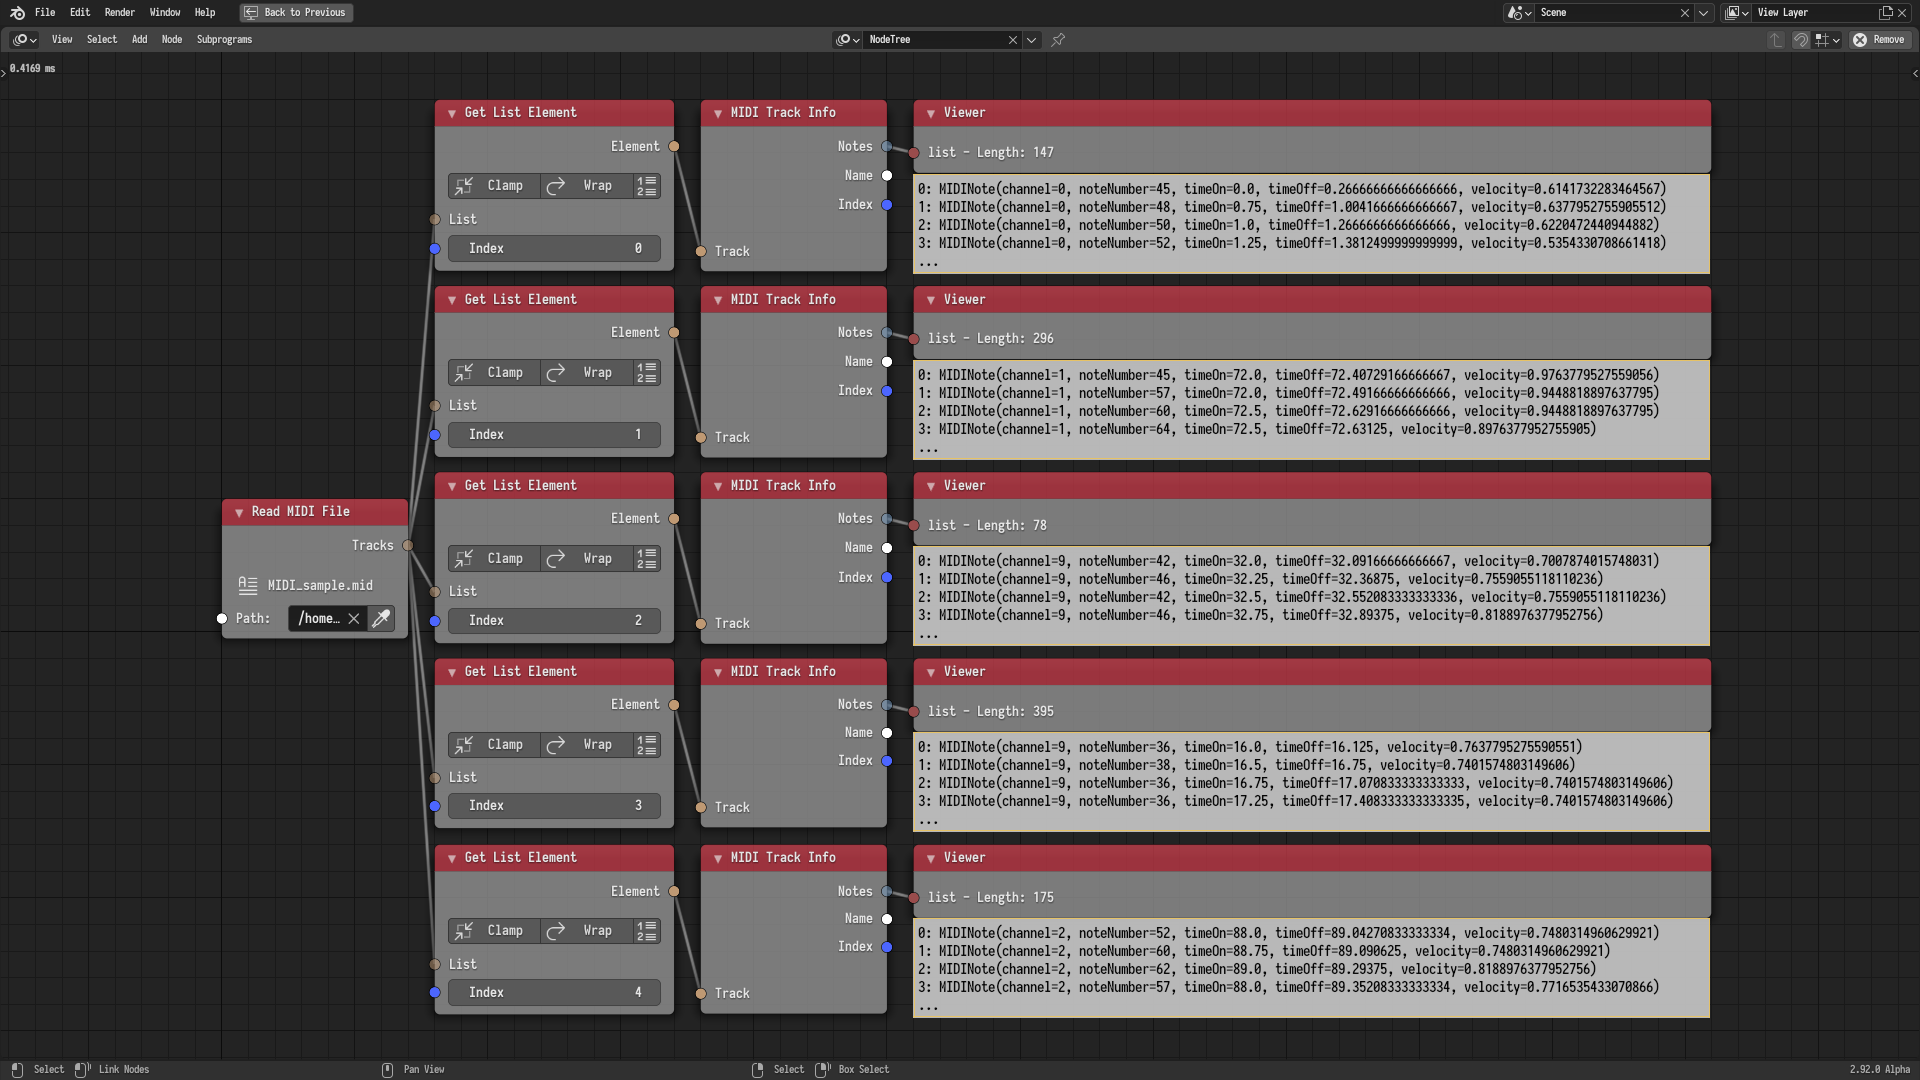 File Edit Render Window Help Back to Previous Scene View Layer
View Select Add Node Subprograms NodeTree Remove
0.4169 ms
Get List Element
Element
Clamp Wrap
List
Index 0
MIDI Track Info
Notes
Name
Index
Track
Viewer
list - Length: 147
0: MIDINote(channel=0, noteNumber=45, timeOn=0.0, timeOff=0.26666666666666666, velocity=0.6141732283464567)
1: MIDINote(channel=0, noteNumber=48, timeOn=0.75, timeOff=1.0041666666666667, velocity=0.6377952755905512)
2: MIDINote(channel=0, noteNumber=50, timeOn=1.0, timeOff=1.2666666666666666, velocity=0.6220472440944882)
3: MIDINote(channel=0, noteNumber=52, timeOn=1.25, timeOff=1.3812499999999999, velocity=0.5354330708661418)
...
Get List Element
Element
Clamp Wrap
List
Index 1
MIDI Track Info
Notes
Name
Index
Track
Viewer
list - Length: 296
0: MIDINote(channel=1, noteNumber=45, timeOn=72.0, timeOff=72.40729166666667, velocity=0.9763779527559056)
1: MIDINote(channel=1, noteNumber=57, timeOn=72.0, timeOff=72.49166666666666, velocity=0.9448818897637795)
2: MIDINote(channel=1, noteNumber=60, timeOn=72.5, timeOff=72.62916666666666, velocity=0.9448818897637795)
3: MIDINote(channel=1, noteNumber=64, timeOn=72.5, timeOff=72.63125, velocity=0.8976377952755905)
...
Read MIDI File
Tracks
MIDI_sample.mid
Path: /home…
Get List Element
Element
Clamp Wrap
List
Index 2
MIDI Track Info
Notes
Name
Index
Track
Viewer
list - Length: 78
0: MIDINote(channel=9, noteNumber=42, timeOn=32.0, timeOff=32.09166666666667, velocity=0.7007874015748031)
1: MIDINote(channel=9, noteNumber=46, timeOn=32.25, timeOff=32.36875, velocity=0.7559055118110236)
2: MIDINote(channel=9, noteNumber=42, timeOn=32.5, timeOff=32.552083333333336, velocity=0.7559055118110236)
3: MIDINote(channel=9, noteNumber=46, timeOn=32.75, timeOff=32.89375, velocity=0.8188976377952756)
...
Get List Element
Element
Clamp Wrap
List
Index 3
MIDI Track Info
Notes
Name
Index
Track
Viewer
list - Length: 395
0: MIDINote(channel=9, noteNumber=36, timeOn=16.0, timeOff=16.125, velocity=0.7637795275590551)
1: MIDINote(channel=9, noteNumber=38, timeOn=16.5, timeOff=16.75, velocity=0.7401574803149606)
2: MIDINote(channel=9, noteNumber=36, timeOn=16.75, timeOff=17.070833333333333, velocity=0.7401574803149606)
3: MIDINote(channel=9, noteNumber=36, timeOn=17.25, timeOff=17.408333333333335, velocity=0.7401574803149606)
...
Get List Element
Element
Clamp Wrap
List
Index 4
MIDI Track Info
Notes
Name
Index
Track
Viewer
list - Length: 175
0: MIDINote(channel=2, noteNumber=52, timeOn=88.0, timeOff=89.04270833333334, velocity=0.7480314960629921)
1: MIDINote(channel=2, noteNumber=60, timeOn=88.75, timeOff=89.090625, velocity=0.7480314960629921)
2: MIDINote(channel=2, noteNumber=62, timeOn=89.0, timeOff=89.29375, velocity=0.8188976377952756)
3: MIDINote(channel=2, noteNumber=57, timeOn=88.0, timeOff=89.35208333333334, velocity=0.7716535433070866)
...
Select Link Nodes Pan View Select Box Select 2.92.0 Alpha